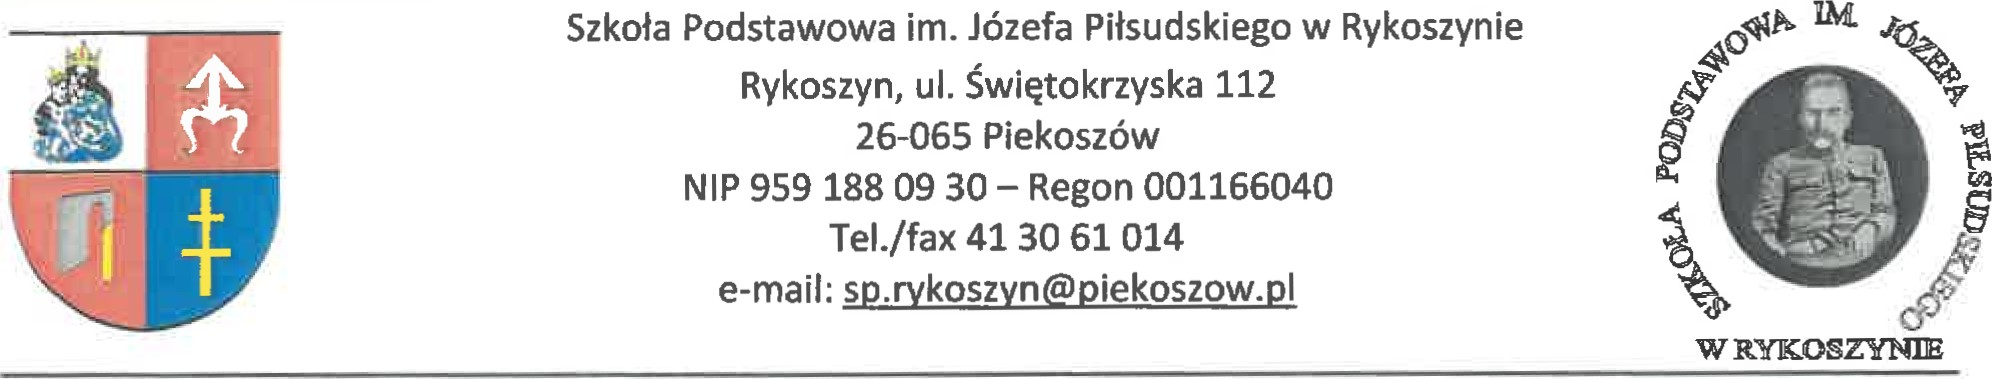 Szkoła Podstawowa im. Józefa Piłsudskiego w Rykoszynie
Rykoszyn, ul. Świętokrzyska 112
26-065 Piekoszów
NIP 959 188 09 30 – Regon 001166040
Tel./fax 41 30 61 014
e-mail: sp.rykoszyn@piekoszow.pl
SZKOŁA PODSTAWOWA IM. JÓZEFA PIŁSUDSKIEGO
W RYKOSZYNIE